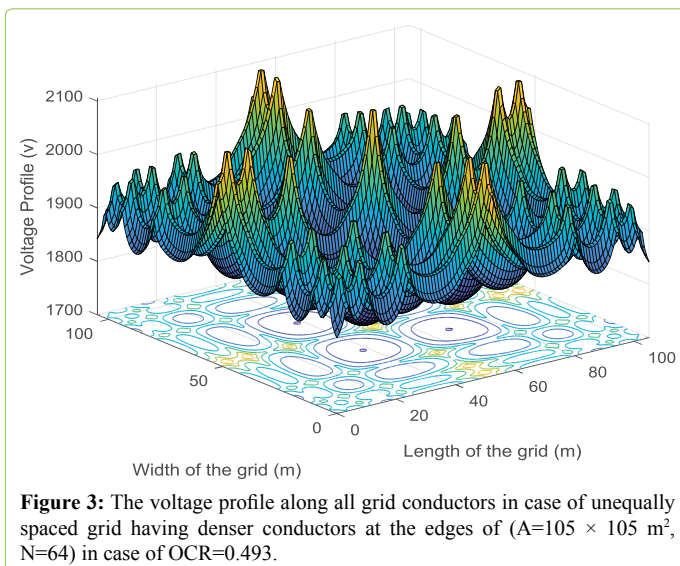 2100
2000
1900
1800
1700
Voltage Profile (v)
100
50
0
Width of the grid (m)
0
20
40
60
80
100
Length of the grid (m)
Figure 3: The voltage profile along all grid conductors in case of unequally
spaced grid having denser conductors at the edges of (A=105 × 105 m²,
N=64) in case of OCR=0.493.